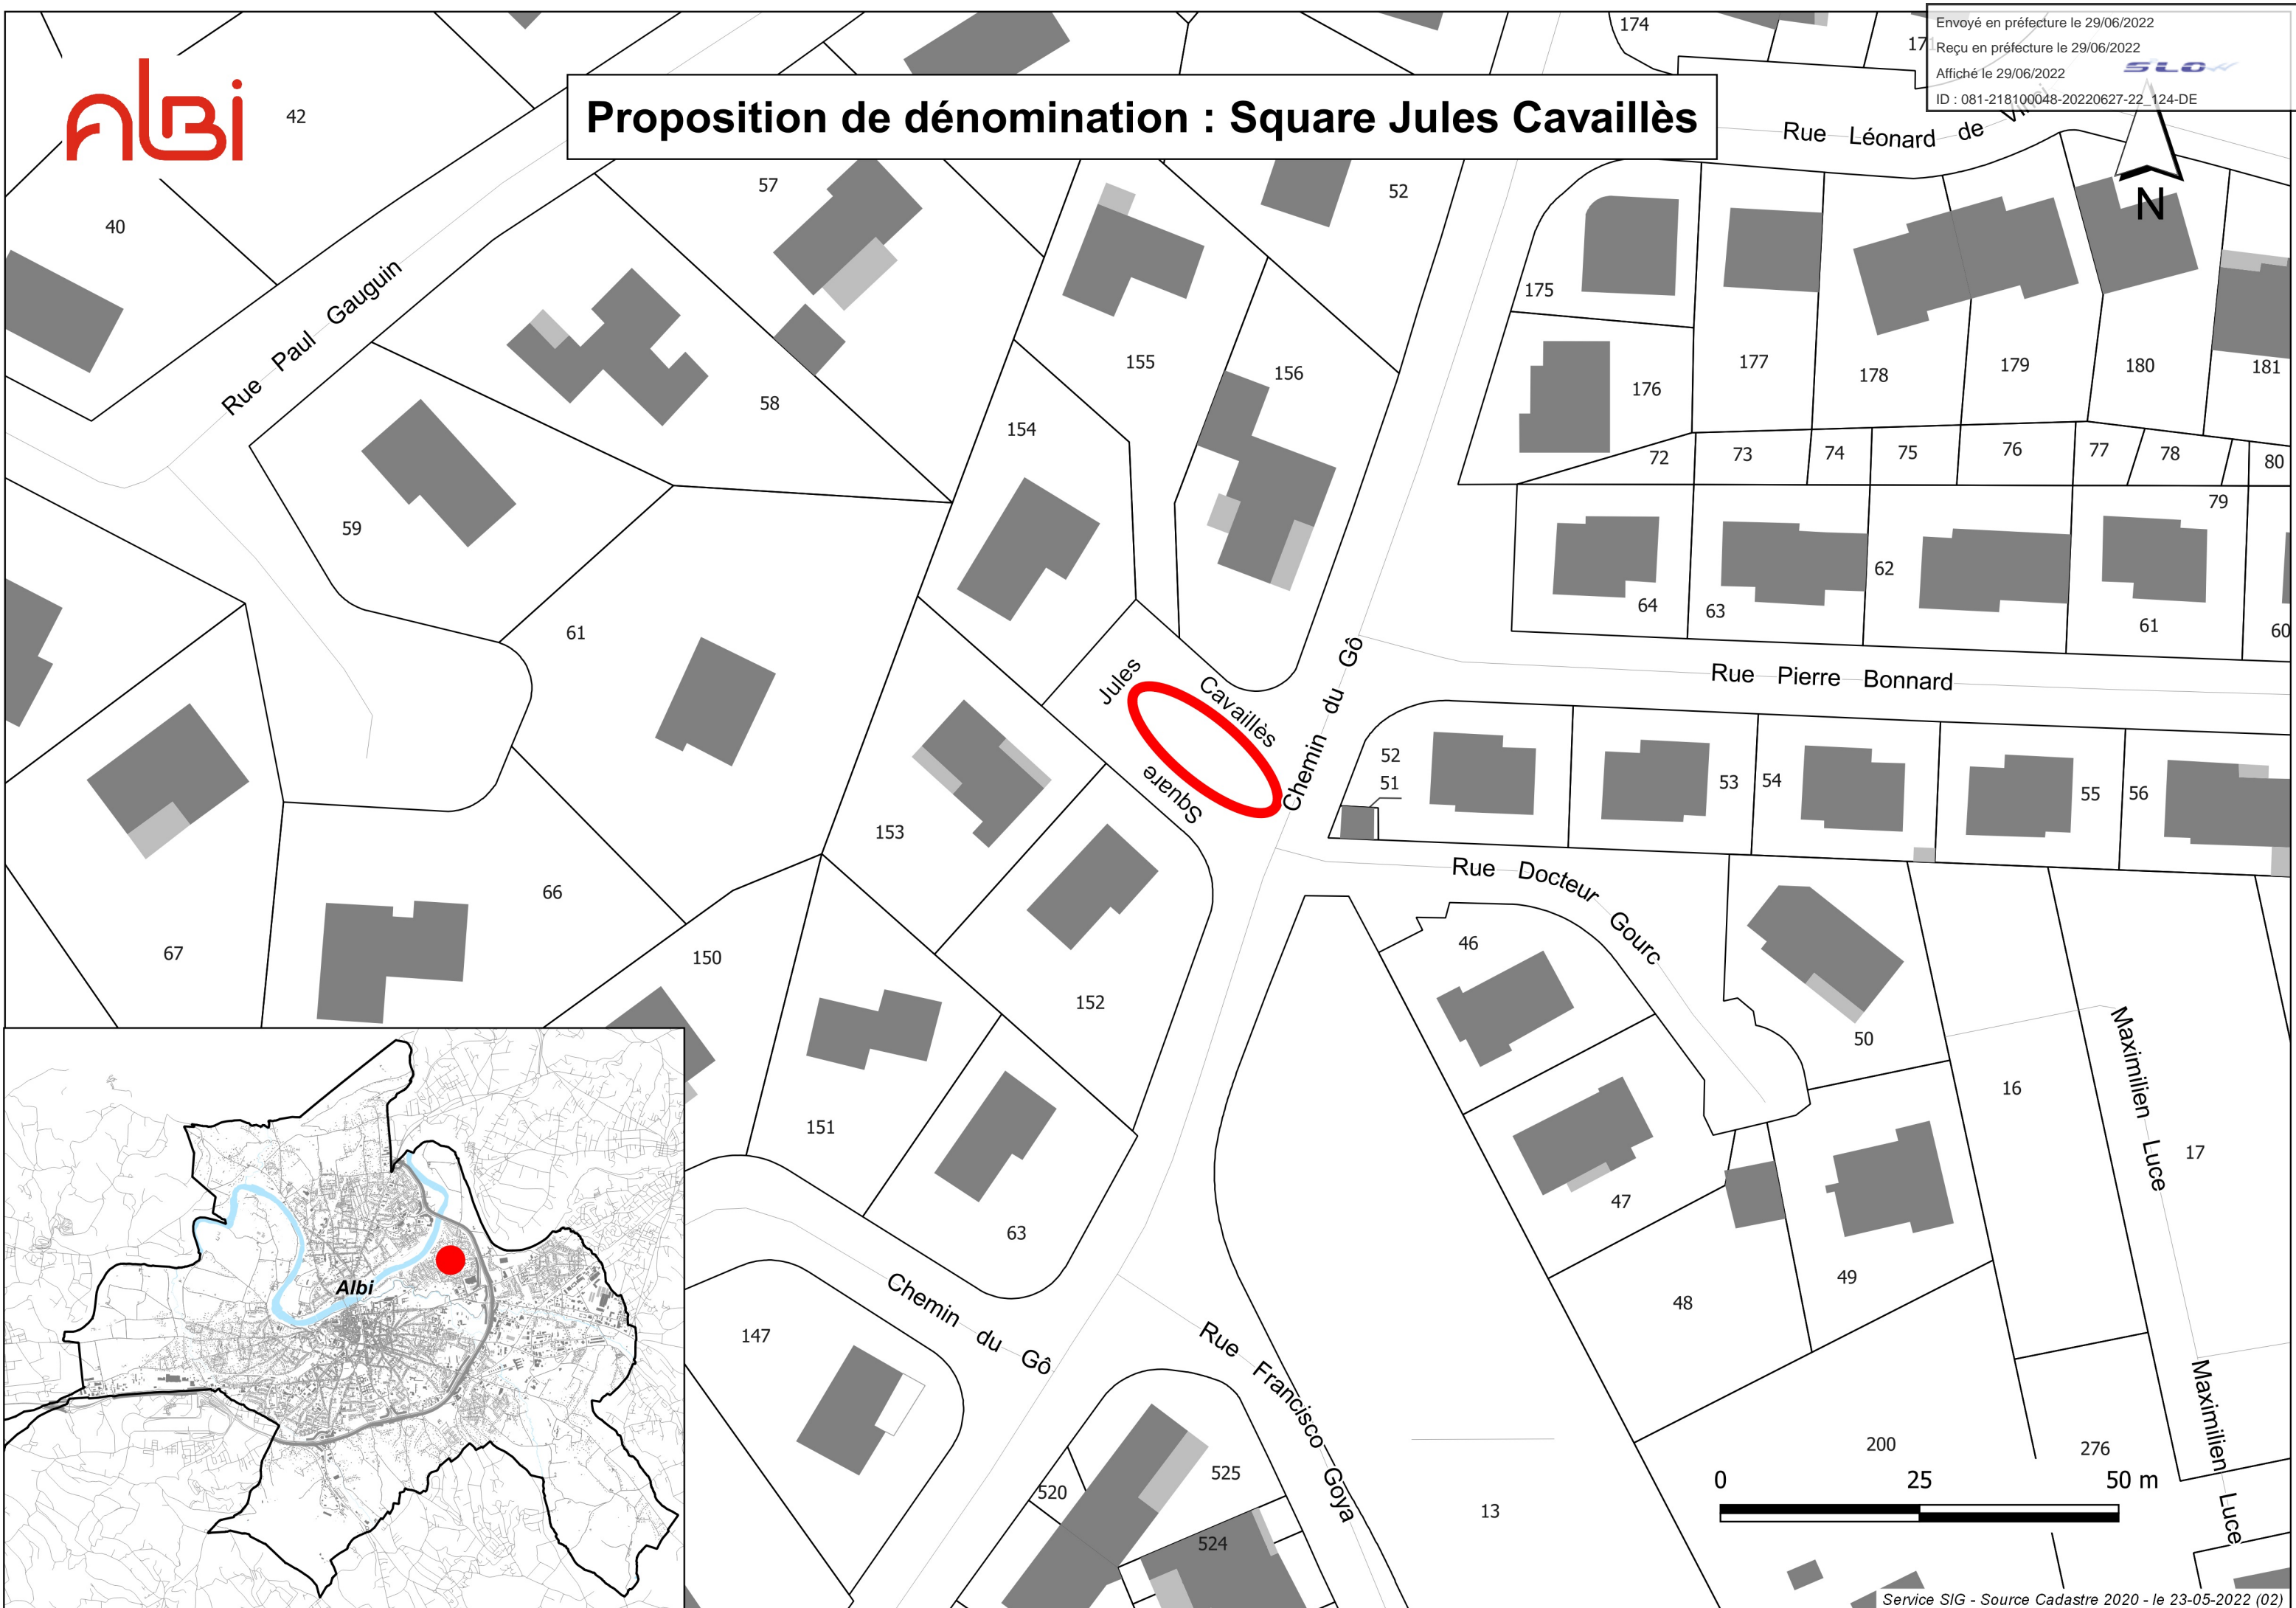 Envoyé en préfecture le 29/06/2022
Reçu en préfecture le 29/06/2022
Affiché le 29/06/2022
SLOW
ID : 081-218100048-20220627-22_124-DE
Albi
Proposition de dénomination : Square Jules Cavaillès
N
174
42
40
57
52
Rue Léonard de Vinci
Rue Paul Gauguin
175
155
156
176
177
178
179
180
181
58
154
59
72
73
74
75
76
77
78
80
79
61
64
63
62
61
60
Rue Pierre Bonnard
Square Jules Cavaillès
Chemin du Gô
52
51
53
54
55
56
153
66
67
150
152
Rue Docteur Gourc
46
50
16
17
Maximilien Luce
151
63
47
49
48
Chemin du Gô
147
Rue Francisco Goya
Maximilien Luce
520
525
524
13
200
276
0 25 50 m
Albi
Service SIG - Source Cadastre 2020 - le 23-05-2022 (02)